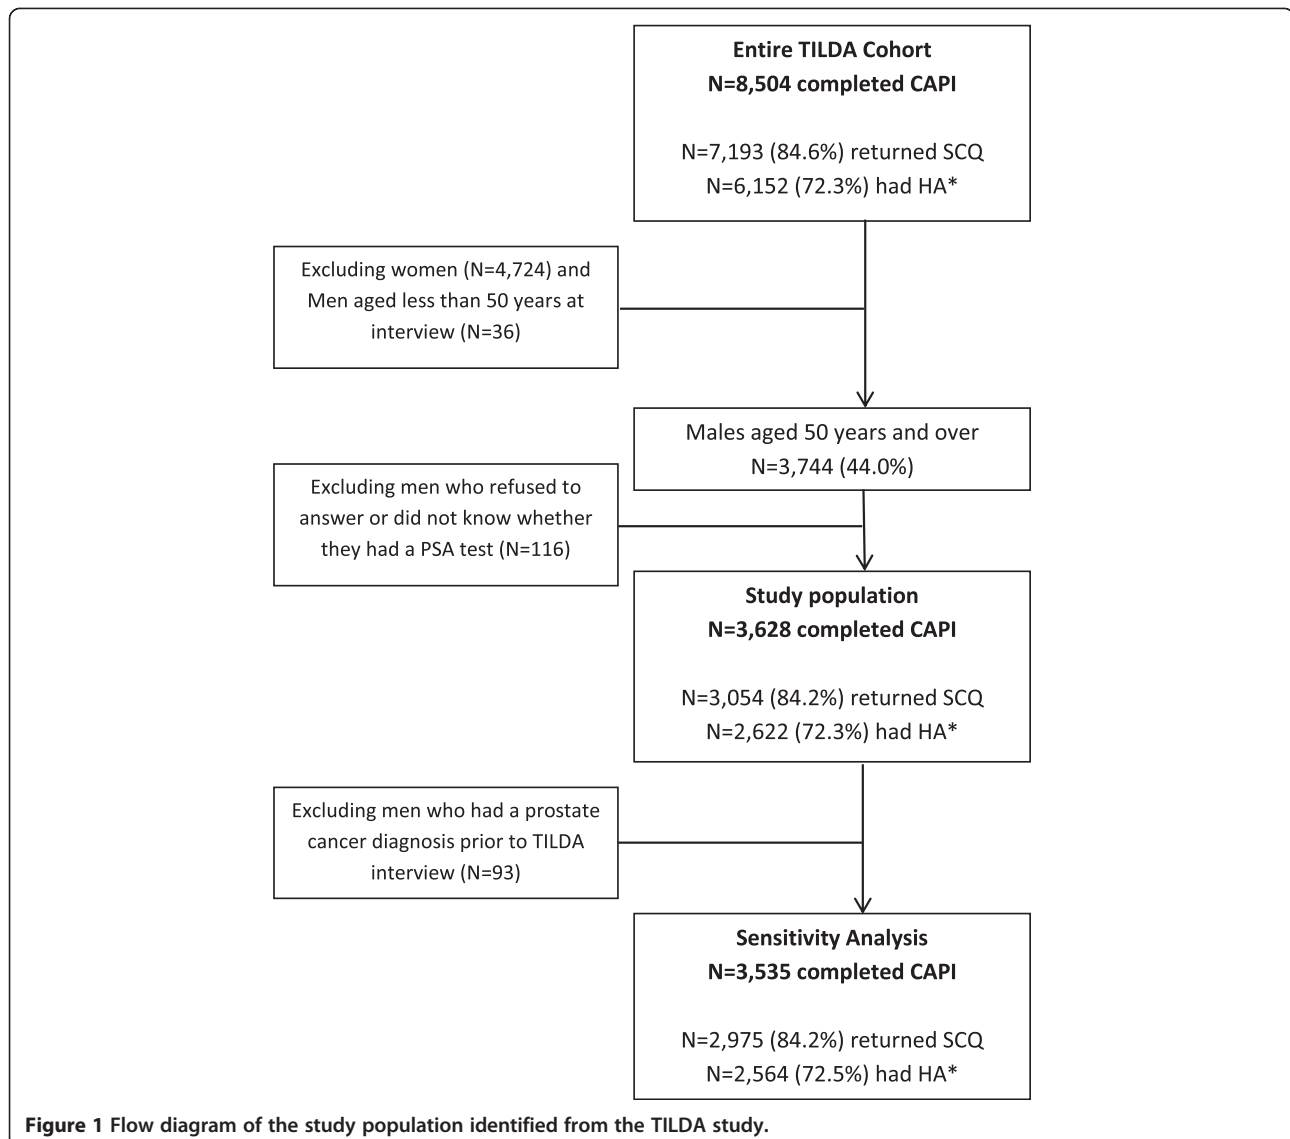 Entire TILDA Cohort
N=8,504 completed CAPI
N=7,193 (84.6%) returned SCQ
N=6,152 (72.3%) had HA*
Excluding women (N=4,724) and
Men aged less than 50 years at
interview (N=36)
Males aged 50 years and over
N=3,744 (44.0%)
Excluding men who refused to
answer or did not know whether
they had a PSA test (N=116)
Study population
N=3,628 completed CAPI
N=3,054 (84.2%) returned SCQ
N=2,622 (72.3%) had HA*
Excluding men who had a prostate
cancer diagnosis prior to TILDA
interview (N=93)
Sensitivity Analysis
N=3,535 completed CAPI
N=2,975 (84.2%) returned SCQ
N=2,564 (72.5%) had HA*
Figure 1 Flow diagram of the study population identified from the TILDA study.